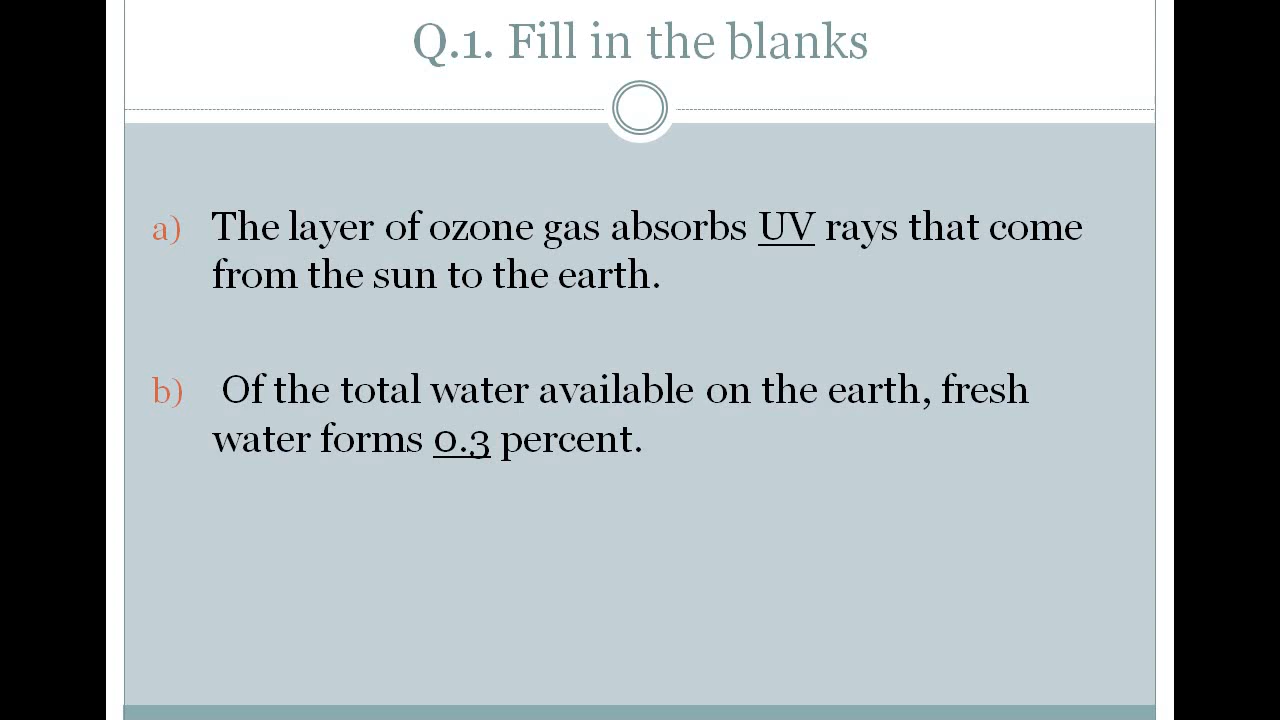 Q.1. Fill in the blanks
a) The layer of ozone gas absorbs UV rays that come
from the sun to the earth.
b) Of the total water available on the earth, fresh
water forms 0.3 percent.